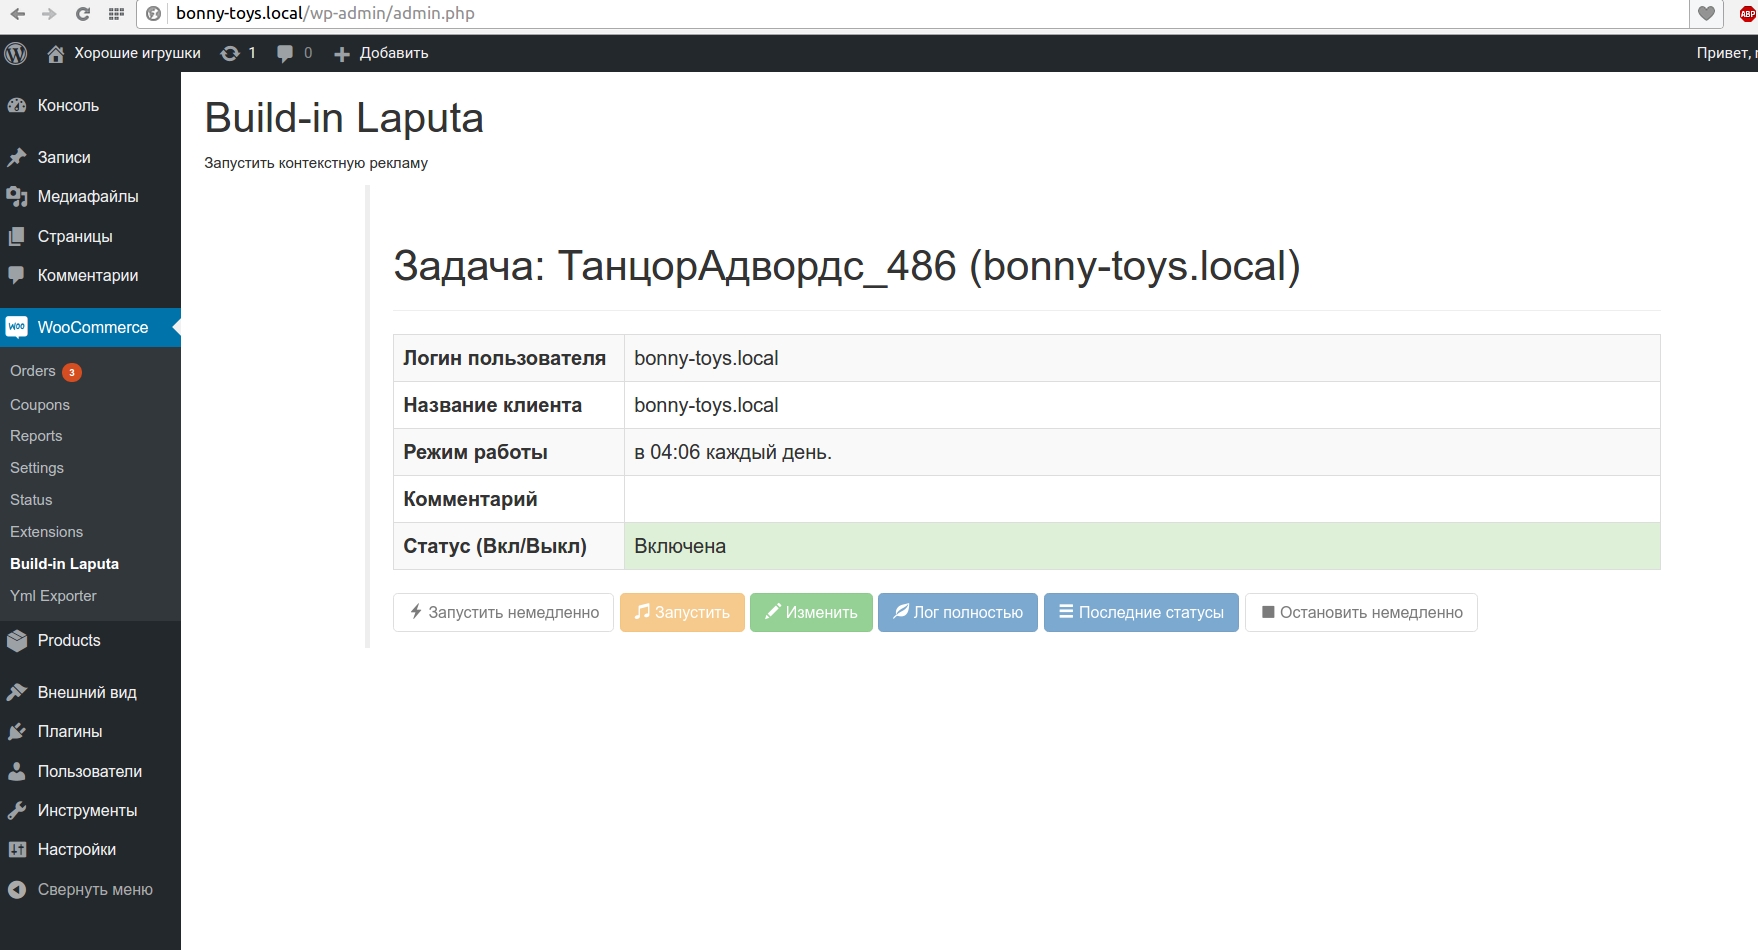 bonny-toys.local/wp-admin/admin.php
ABP
Хорошие игрушки 1 0 Добавить
Привет,
Консоль
Записи
Медиафайлы
Страницы
Комментарии
woo WooCommerce
Orders 3
Coupons
Reports
Settings
Status
Extensions
Build-in Laputa
Yml Exporter
Products
Внешний вид
Плагины
Пользователи
Инструменты
Настройки
Свернуть меню
Build-in Laputa
Запустить контекстную рекламу
Задача: ТанцорАдвордс_486 (bonny-toys.local)
Логин пользователя bonny-toys.local
Название клиента bonny-toys.local
Режим работы в 04:06 каждый день.
Комментарий
Статус (Вкл/Выкл) Включена
Запустить немедленно Запустить Изменить Лог полностью Последние статусы Остановить немедленно